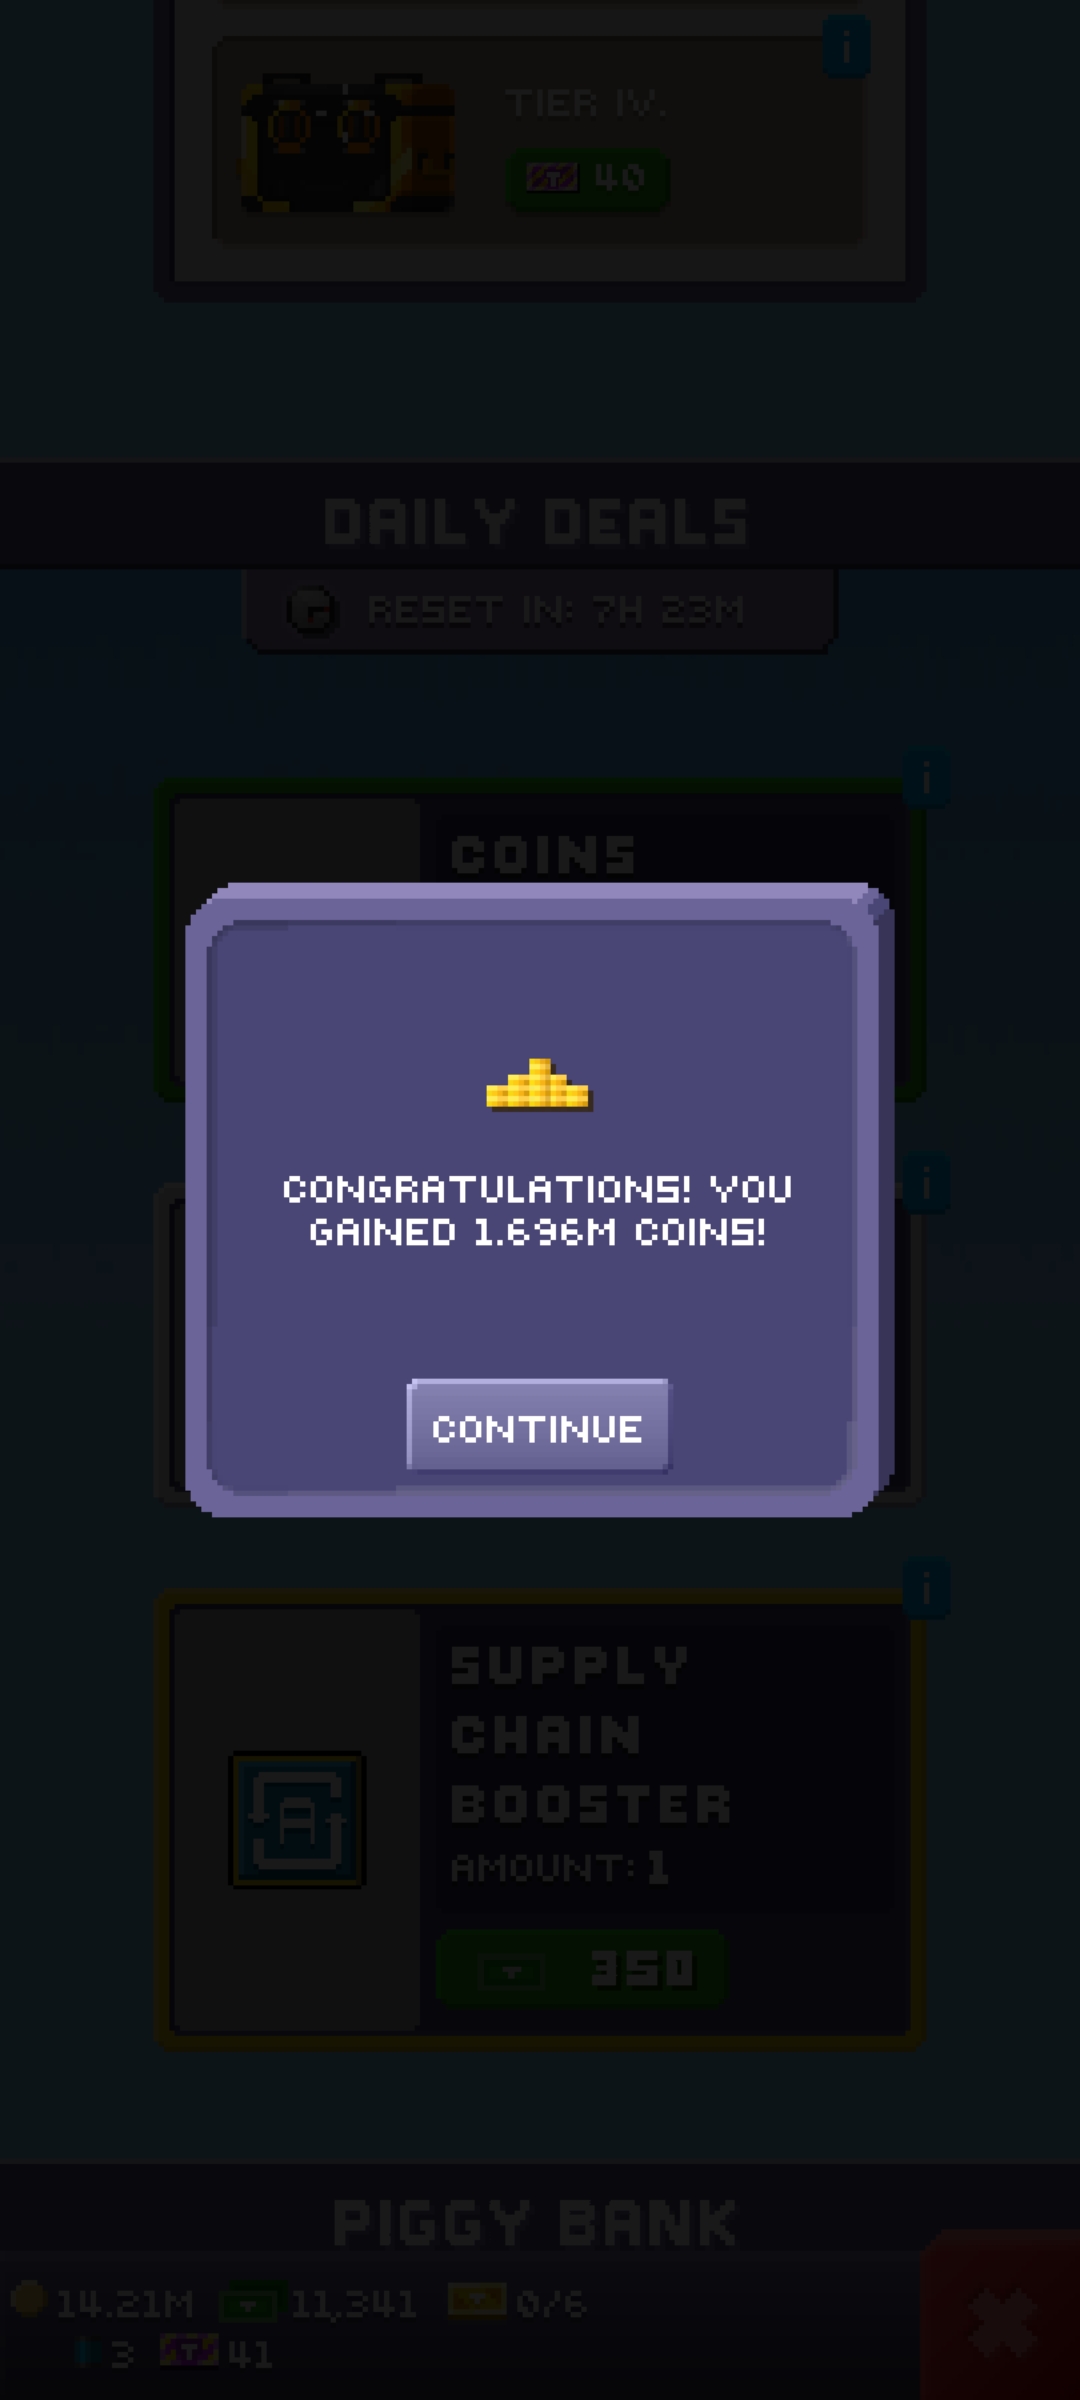 i
TIER IV.
T 40
DAILY DEALS
RESET IN: 7H 23M
i
COINS
i
CONGRATULATIONS! YOU
GAINED 1.696M COINS!
CONTINUE
i
SUPPLY
CHAIN
BOOSTER
AMOUNT: 1
A
350
PIGGY BANK
14.21M 11,341 0/6
3 T 41